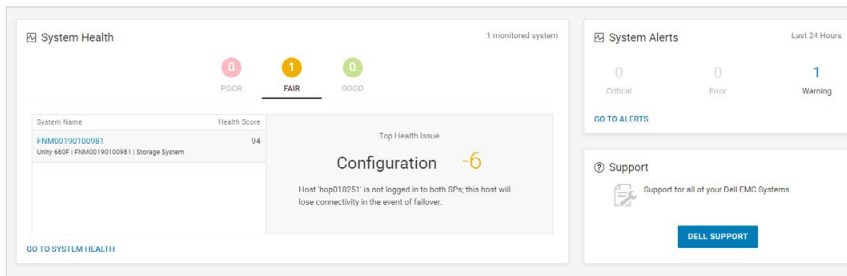 System Health
1 monitored system
0
1
0
POOR
FAIR
GOOD
System Name
Health Score
FNM00190100981
94
Unity 680F | FNM00190100981 | Storage System
Top Health Issue
Configuration -6
Host 'hop018251' is not logged in to both SPs; this host will
lose connectivity in the event of failover.
GO TO SYSTEM HEALTH
System Alerts
Last 24 Hours
0
0
1
Critical
Error
Warning
GO TO ALERTS
Support
Support for all of your Dell EMC Systems
DELL SUPPORT